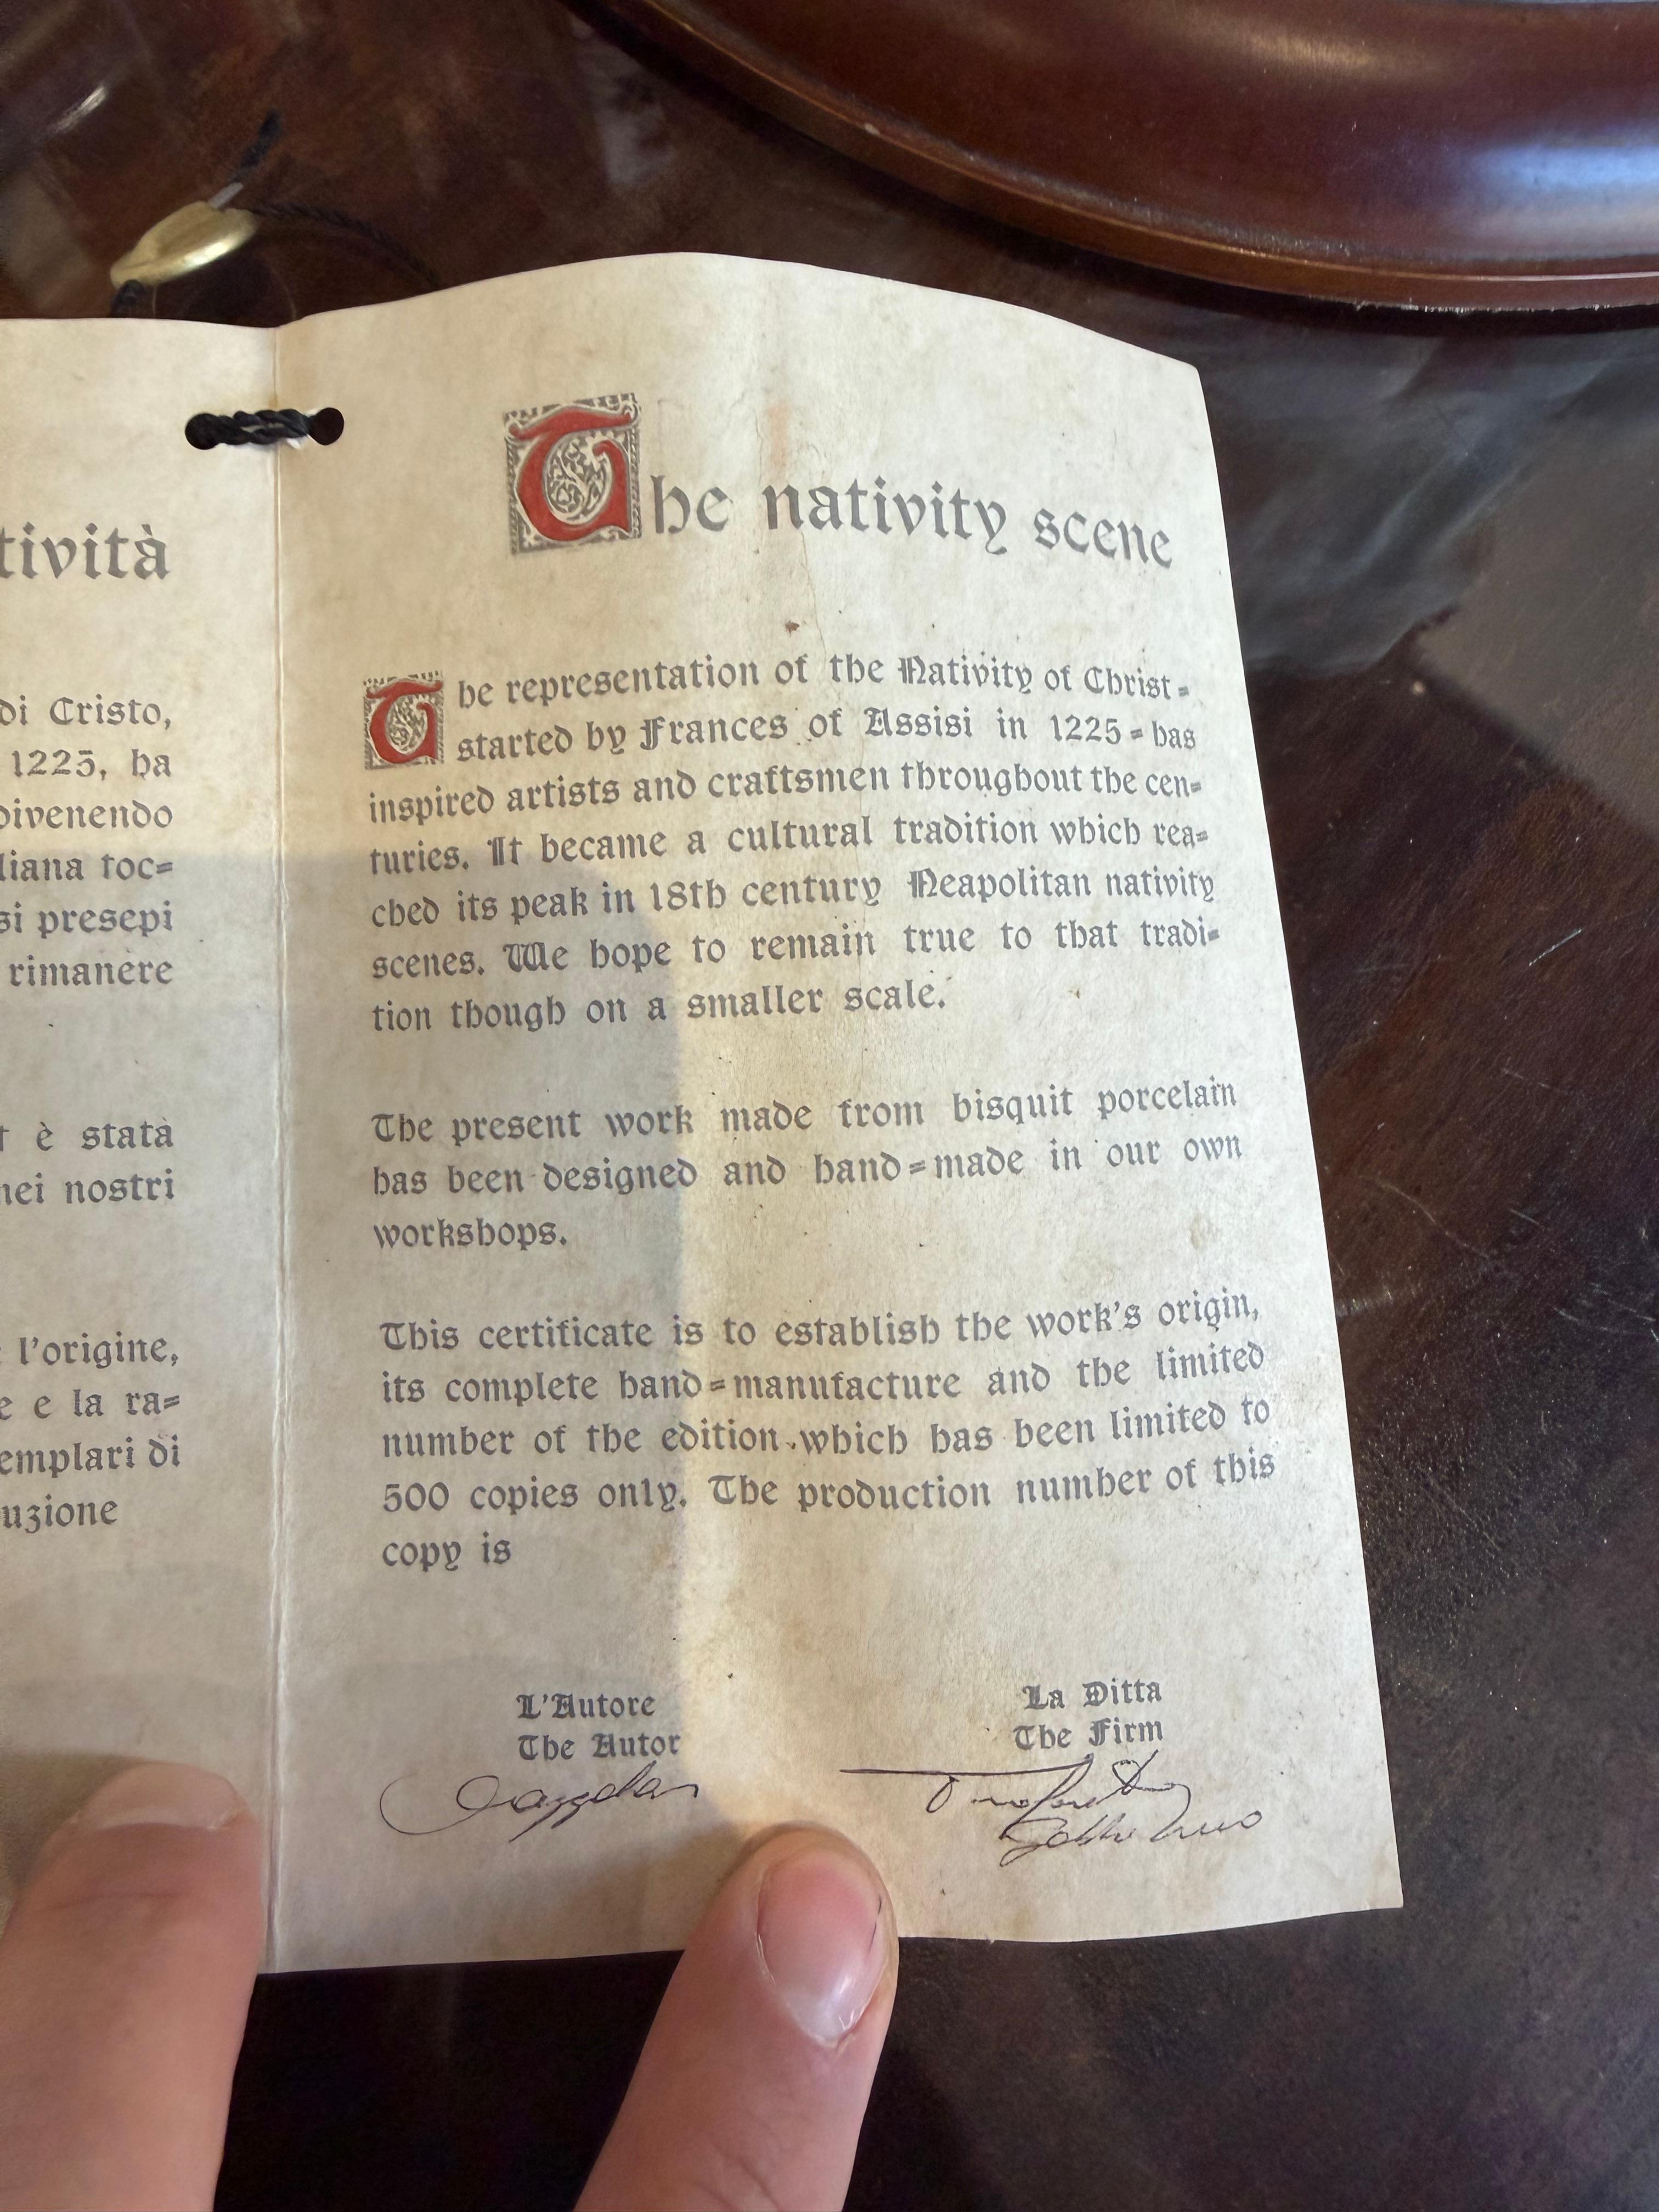 tività
di Cristo,
1225, ha
divenendo
liana toc=
si presepi
rimanere
è stata
nei nostri
l'origine,
e e la ra=
emplari di
uzione
The nativity scene
The representation of the Nativity of Christ =
started by Frances of Assisi in 1225 = has
inspired artists and craftsmen throughout the cen=
turies. It became a cultural tradition which rea=
ched its peak in 18th century Neapolitan nativity
scenes. We hope to remain true to that tradi=
tion though on a smaller scale.
The present work made from bisquit porcelain
has been designed and hand=made in our own
workshops.
This certificate is to establish the work's origin,
its complete hand=manufacture and the limited
number of the edition which has been limited to
500 copies only. The production number of this
copy is
L'Autore
The Autor
La Ditta
The Firm